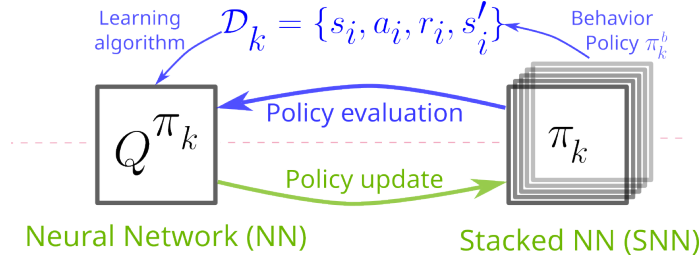 Learning
algorithm
𝒟_k = {s_i, a_i, r_i, s'_i}
Behavior
Policy π_k^b
Policy evaluation
Q^{π_k}
π_k
Policy update
Neural Network (NN)
Stacked NN (SNN)